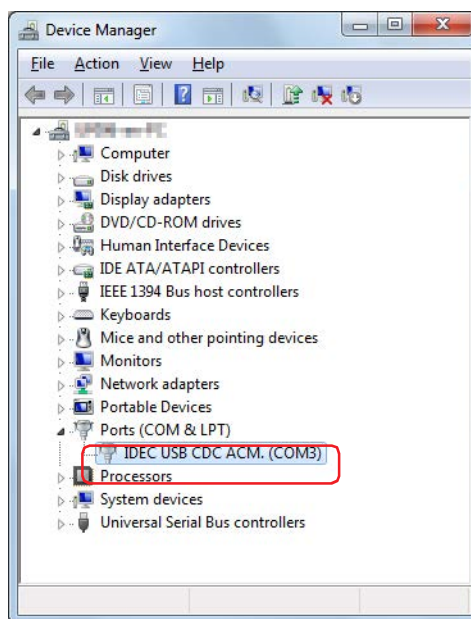 Device Manager
File Action View Help
Computer
Disk drives
Display adapters
DVD/CD-ROM drives
Human Interface Devices
IDE ATA/ATAPI controllers
IEEE 1394 Bus host controllers
Keyboards
Mice and other pointing devices
Monitors
Network adapters
Portable Devices
Ports (COM & LPT)
IDEC USB CDC ACM. (COM3)
Processors
System devices
Universal Serial Bus controllers